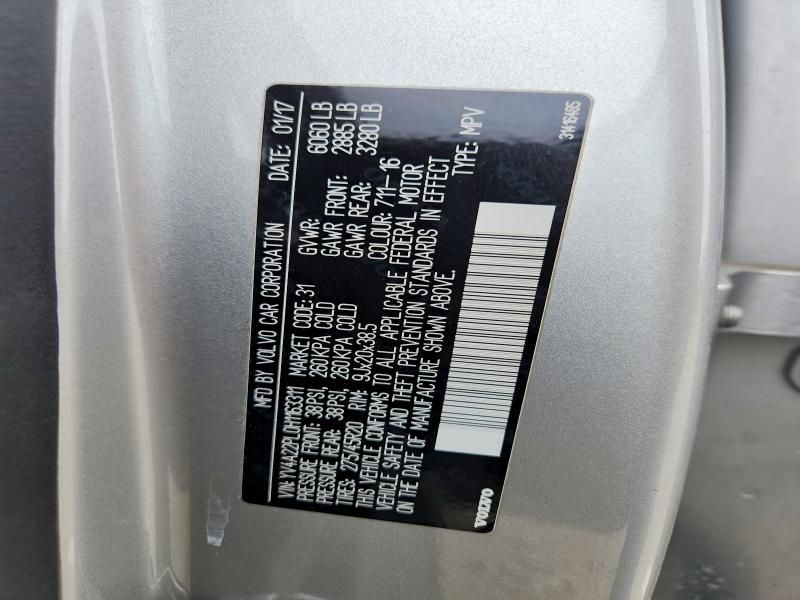 MFD BY VOLVO CAR CORPORATION DATE: 01/17
VIN: YV4A22PL0H1163311 MARKET CODE: 31 GVWR: 6060 LB
PRESSURE FRONT: 38PSI, 260KPA COLD GAWR FRONT: 2885 LB
PRESSURE REAR: 38PSI, 260KPA COLD GAWR REAR: 3280 LB
TIRES: 275/45R20 RIM: 9Jx20x38.5 COLOUR: 711-16
THIS VEHICLE CONFORMS TO ALL APPLICABLE FEDERAL MOTOR
VEHICLE SAFETY AND THEFT PREVENTION STANDARDS IN EFFECT
ON THE DATE OF MANUFACTURE SHOWN ABOVE. TYPE: MPV
VOLVO 31416485